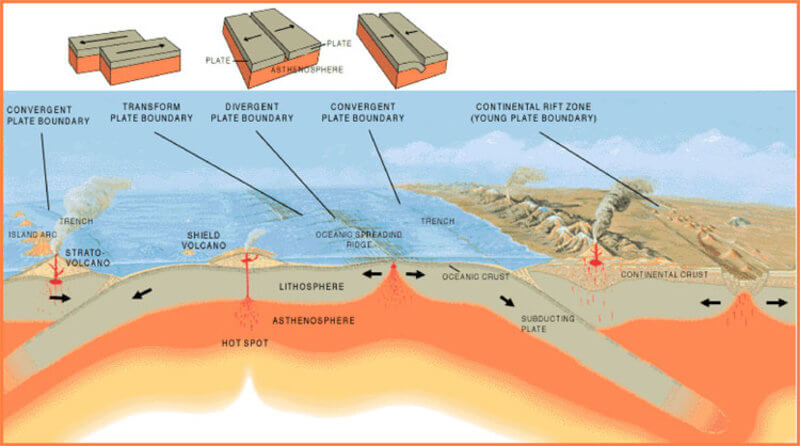 PLATE
PLATE
ASTHENOSPHERE
CONVERGENT
PLATE BOUNDARY
TRANSFORM
PLATE BOUNDARY
DIVERGENT
PLATE BOUNDARY
CONVERGENT
PLATE BOUNDARY
CONTINENTAL RIFT ZONE
(YOUNG PLATE BOUNDARY)
TRENCH
ISLAND ARC
STRATO-
VOLCANO
SHIELD
VOLCANO
OCEANIC SPREADING
RIDGE
TRENCH
OCEANIC CRUST
CONTINENTAL CRUST
LITHOSPHERE
ASTHENOSPHERE
SUBDUCTING
PLATE
HOT SPOT